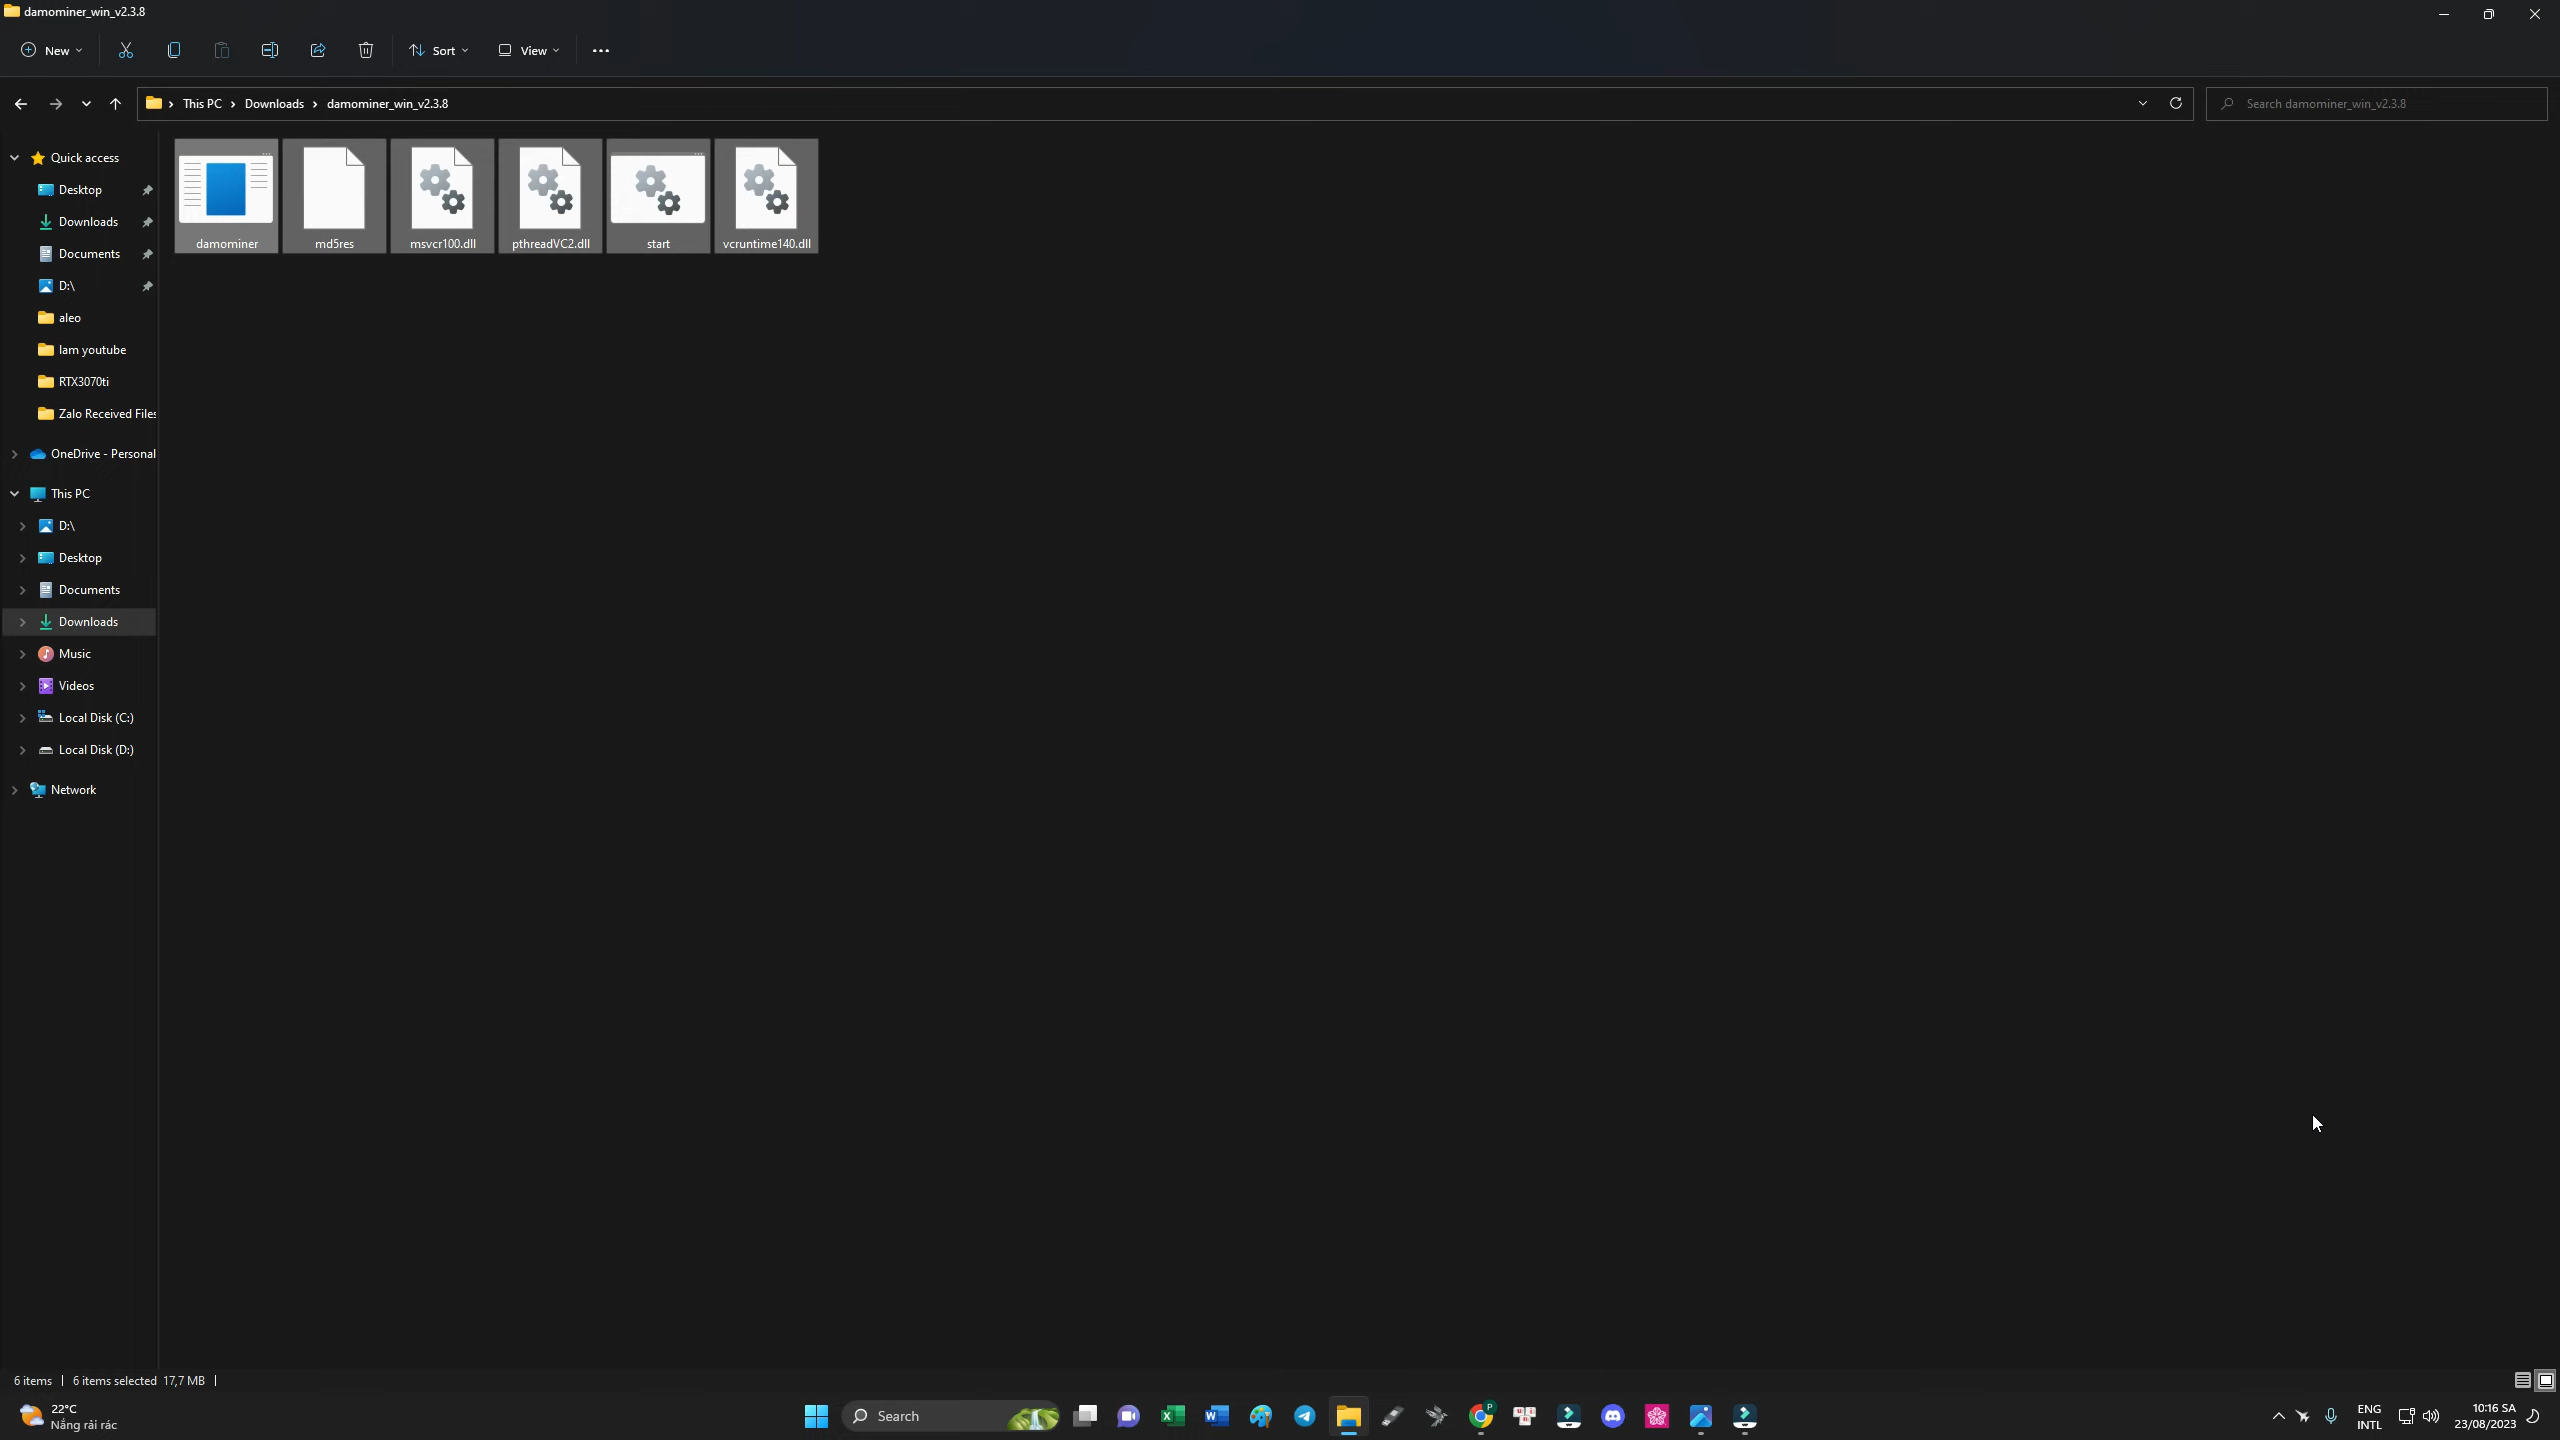 damominer_win_v2.3.8
New
Sort
View
This PC
Downloads
damominer_win_v2.3.8
Search damominer_win_v2.3.8
Quick access
Desktop
Downloads
Documents
D:\
aleo
lam youtube
RTX3070ti
Zalo Received Files
OneDrive - Personal
This PC
D:\
Desktop
Documents
Downloads
Music
Videos
Local Disk (C:)
Local Disk (D:)
Network
damominer
md5res
msvcr100.dll
pthreadVC2.dll
start
vcruntime140.dll
6 items
6 items selected 17,7 MB
22°C
Nắng rải rác
Search
ENG
INTL
10:16 SA
23/08/2023